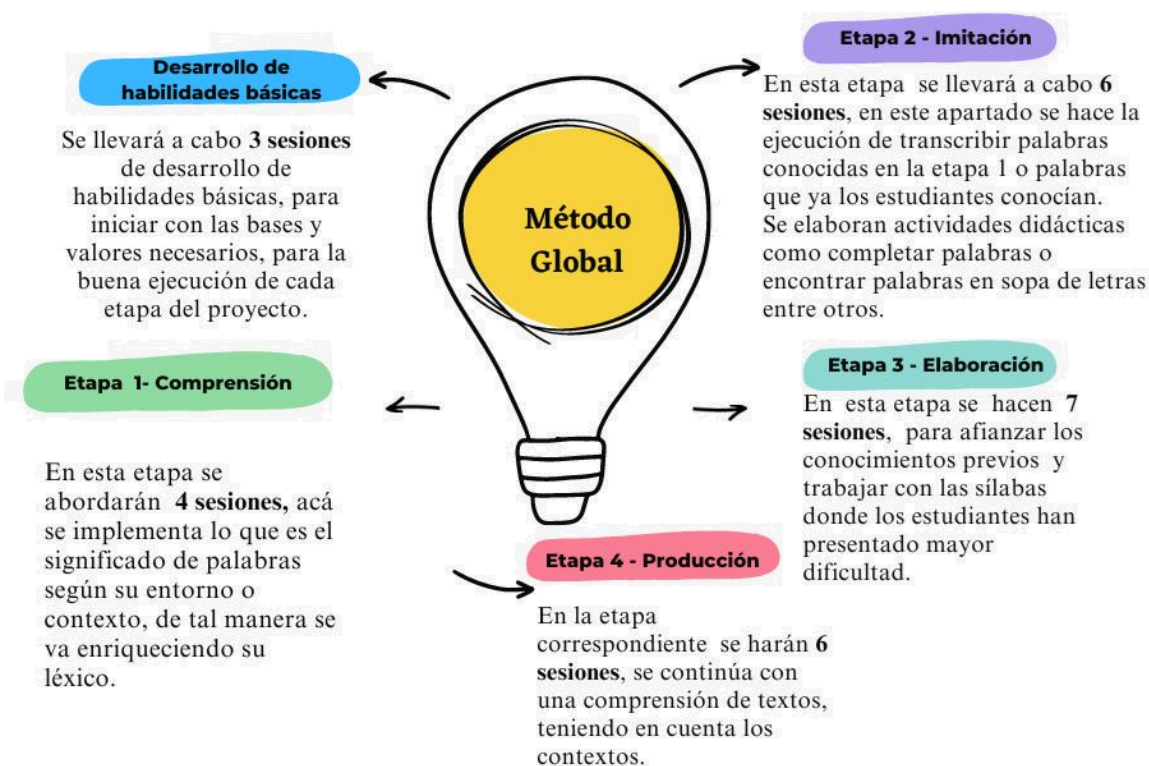 Método
Global
Desarrollo de
habilidades básicas
Se llevará a cabo 3 sesiones
de desarrollo de
habilidades básicas, para
iniciar con las bases y
valores necesarios, para la
buena ejecución de cada
etapa del proyecto.
Etapa 1- Comprensión
En esta etapa se
abordarán 4 sesiones, acá
se implementa lo que es el
significado de palabras
según su entorno o
contexto, de tal manera se
va enriqueciendo su
léxico.
Etapa 2 - Imitación
En esta etapa se llevará a cabo 6
sesiones, en este apartado se hace la
ejecución de transcribir palabras
conocidas en la etapa 1 o palabras
que ya los estudiantes conocían.
Se elaboran actividades didácticas
como completar palabras o
encontrar palabras en sopa de letras
entre otros.
Etapa 3 - Elaboración
En esta etapa se hacen 7
sesiones, para afianzar los
conocimientos previos y
trabajar con las sílabas
donde los estudiantes han
presentado mayor
dificultad.
Etapa 4 - Producción
En la etapa
correspondiente se harán 6
sesiones, se continúa con
una comprensión de textos,
teniendo en cuenta los
contextos.